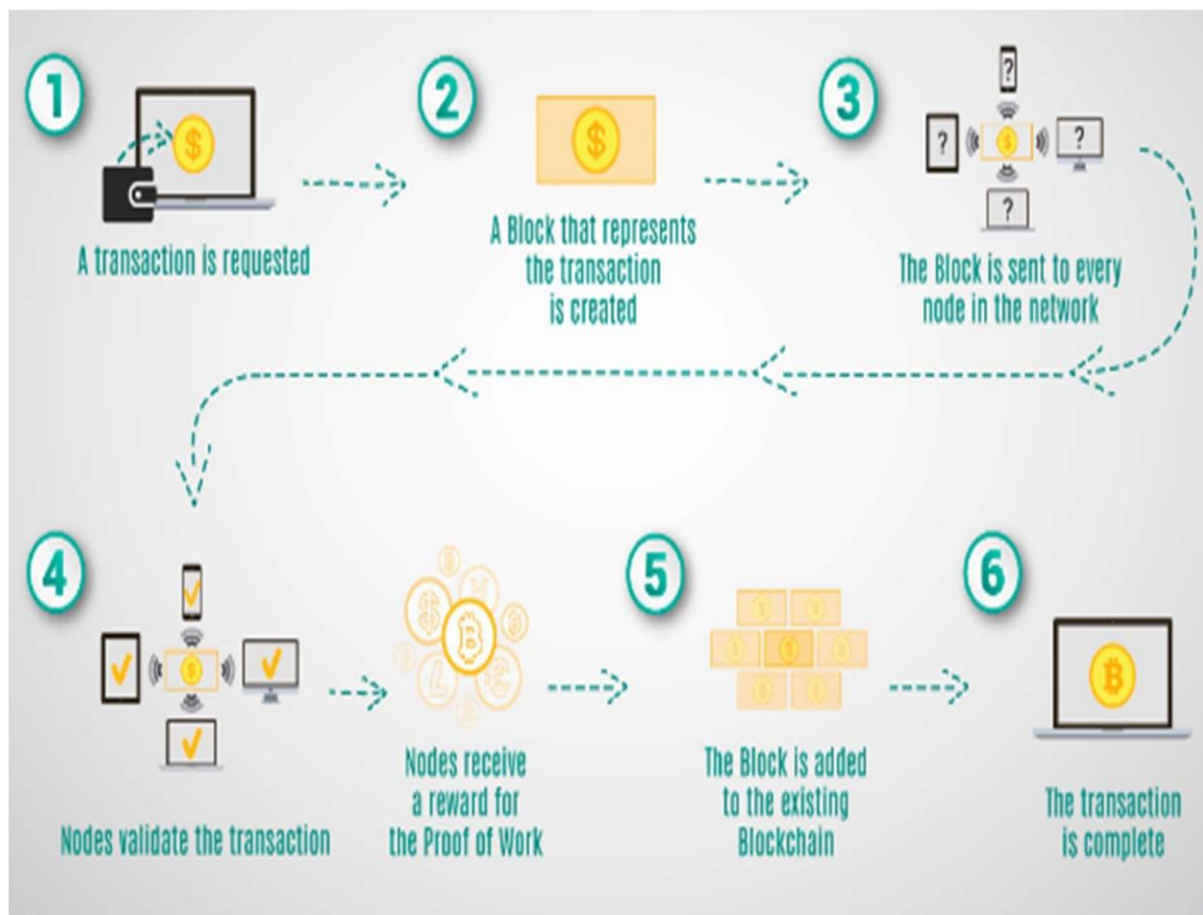 1
A transaction is requested
2
A Block that represents
the transaction
is created
3
The Block is sent to every
node in the network
4
Nodes validate the transaction
Nodes receive
a reward for
the Proof of Work
5
The Block is added
to the existing
Blockchain
6
The transaction
is complete